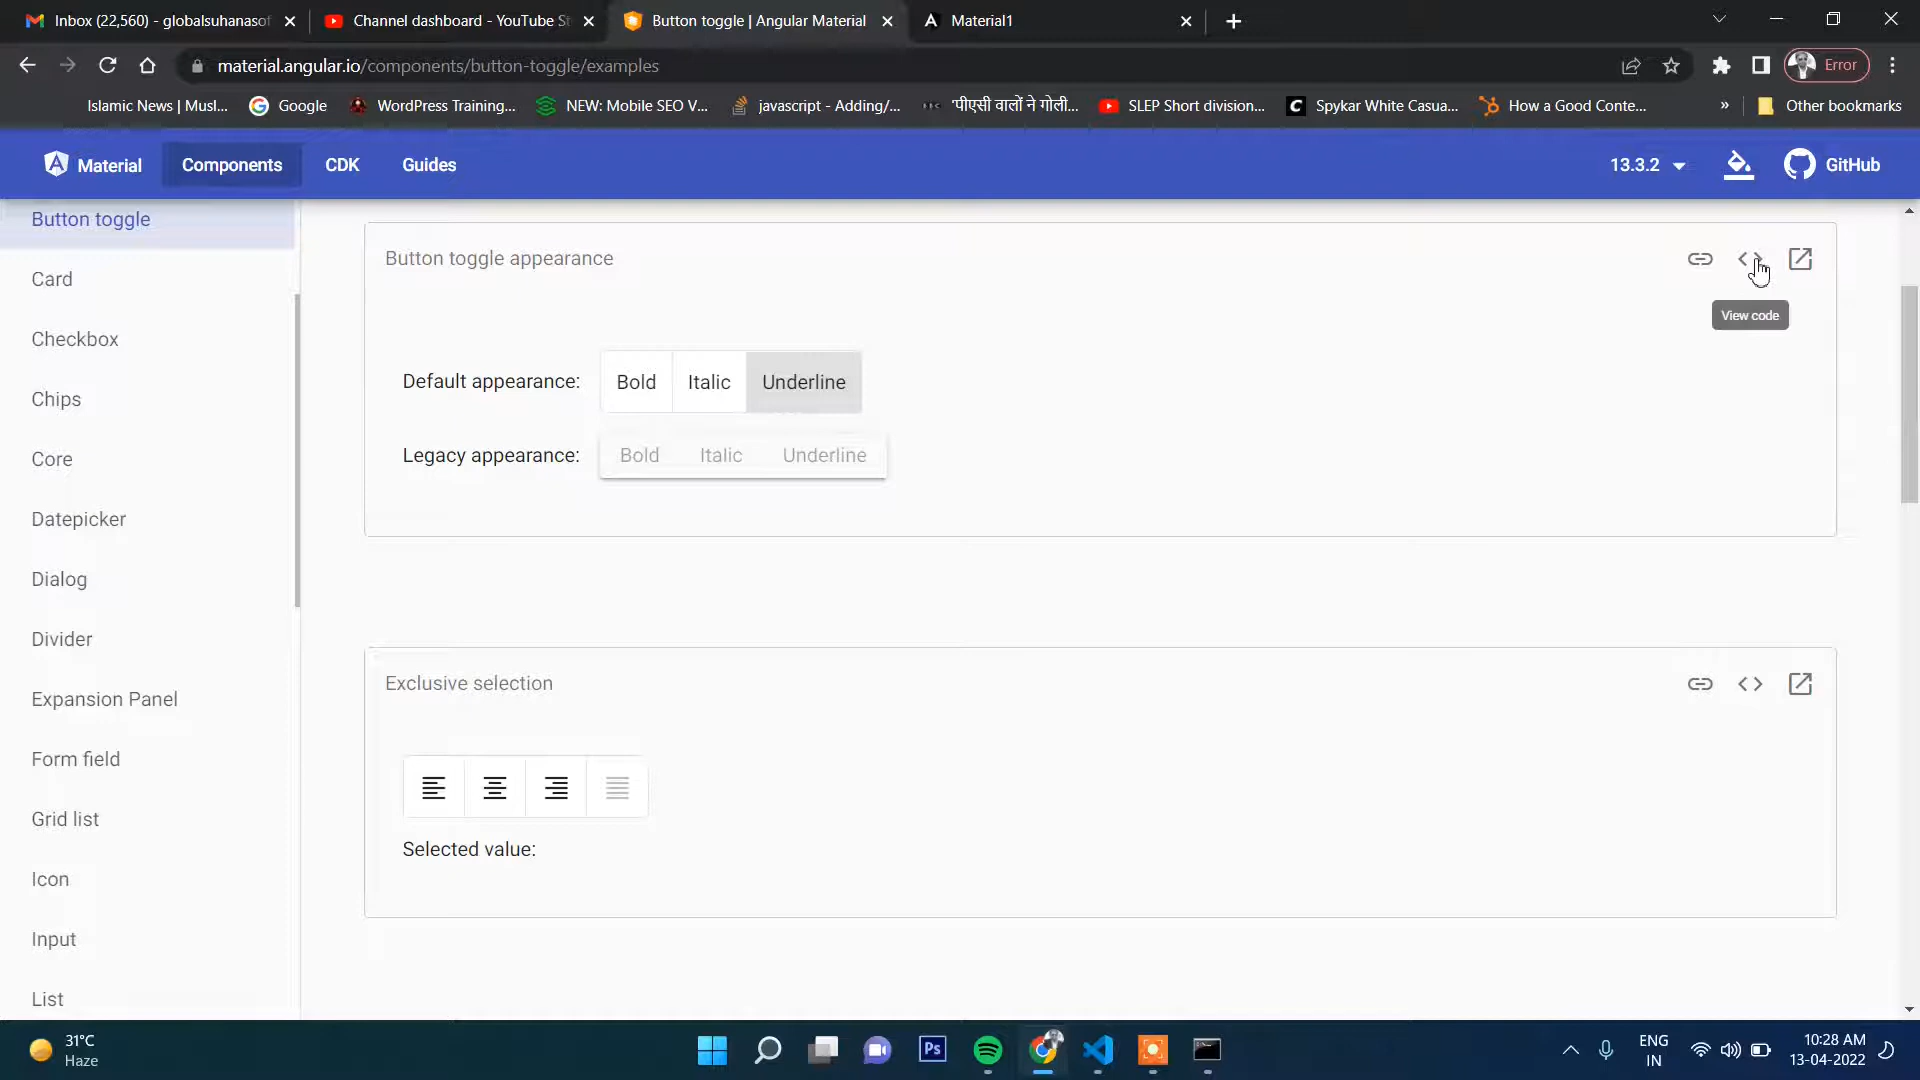 Inbox (22,560) - globalsuhanasof
Channel dashboard - YouTube St
Button toggle | Angular Material
Material1
material.angular.io/components/button-toggle/examples
Error
Islamic News | Musl...
Google
WordPress Training...
NEW: Mobile SEO V...
javascript - Adding/...
'पीएसी वालों ने गोली...
SLEP Short division...
Spykar White Casua...
How a Good Conte...
»
Other bookmarks
Material
Components
CDK
Guides
13.3.2
GitHub
Button toggle
Card
Checkbox
Chips
Core
Datepicker
Dialog
Divider
Expansion Panel
Form field
Grid list
Icon
Input
List
Button toggle appearance
View code
Default appearance: Bold Italic Underline
Legacy appearance: Bold Italic Underline
Exclusive selection
Selected value:
31°C
Haze
Ps
ENG
IN
10:28 AM
13-04-2022